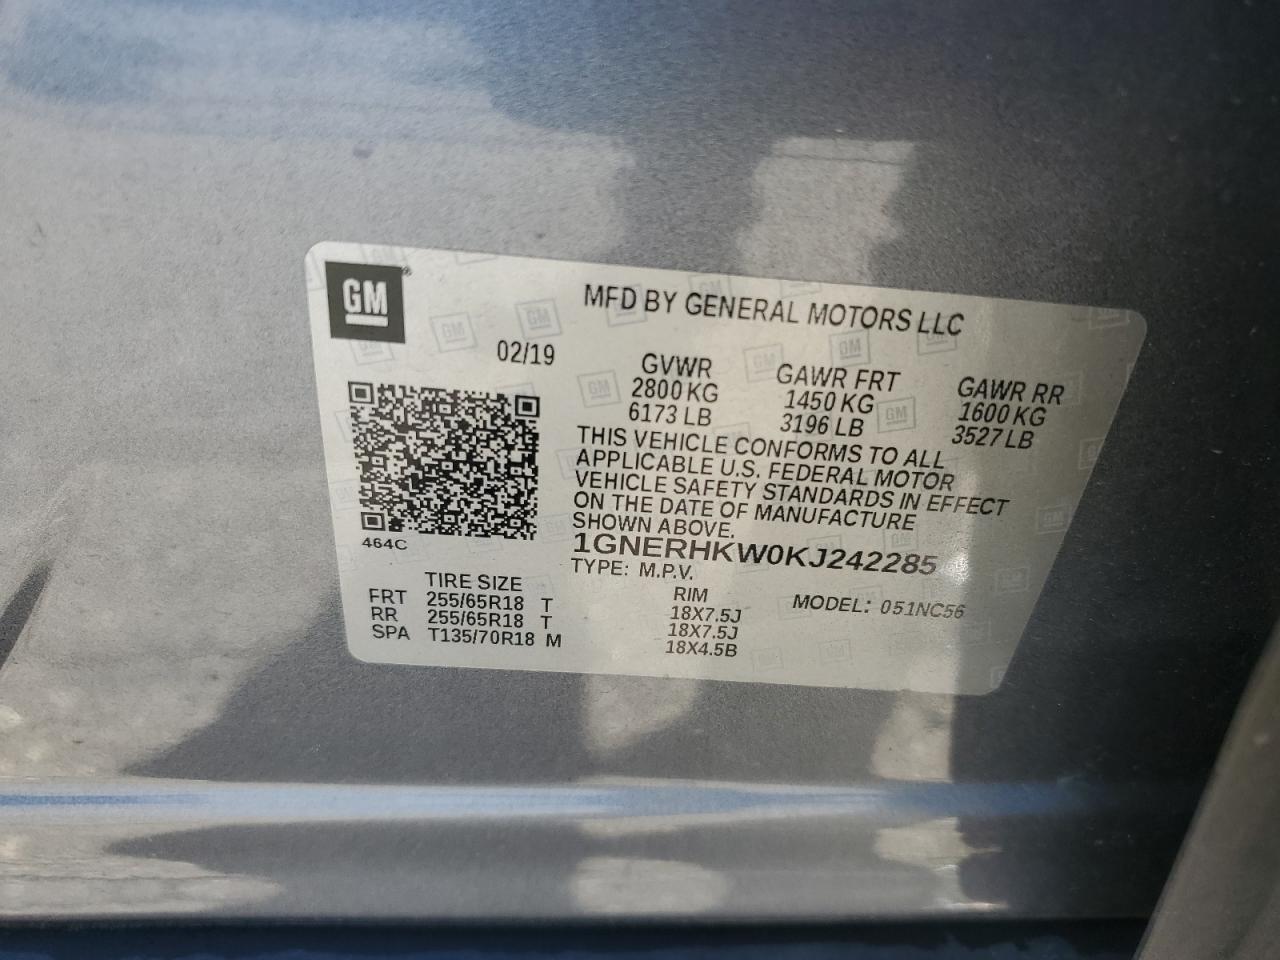 GM®
MFD BY GENERAL MOTORS LLC
02/19
GVWR GAWR FRT GAWR RR
2800 KG 1450 KG 1600 KG
6173 LB 3196 LB 3527 LB
THIS VEHICLE CONFORMS TO ALL
APPLICABLE U.S. FEDERAL MOTOR
VEHICLE SAFETY STANDARDS IN EFFECT
ON THE DATE OF MANUFACTURE
SHOWN ABOVE.
464C
1GNERHKW0KJ242285
TYPE: M.P.V.
TIRE SIZE RIM MODEL: 051NC56
FRT 255/65R18 T 18X7.5J
RR 255/65R18 T 18X7.5J
SPA T135/70R18 M 18X4.5B